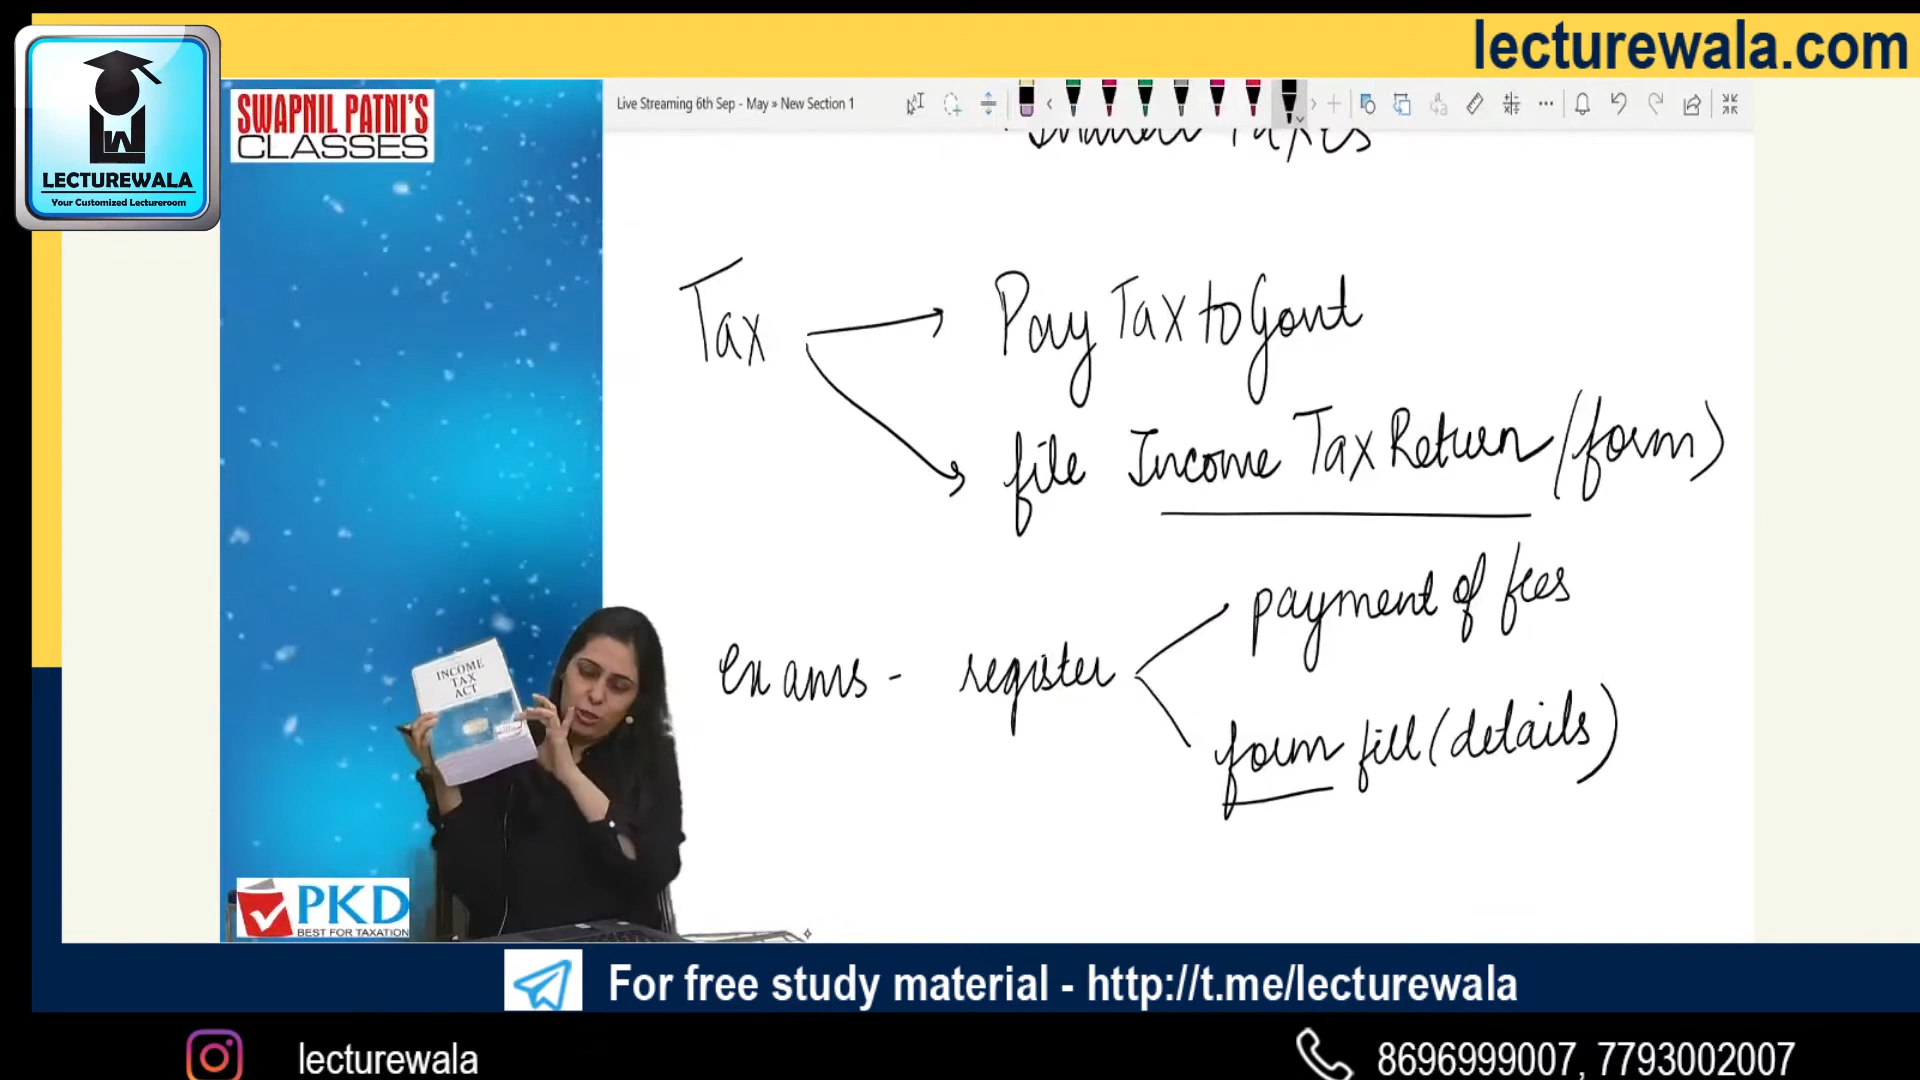 lecturewala.com
LW
LECTUREWALA
Your Customized Lectureroom
SWAPNIL PATNI'S
CLASSES
Live Streaming 6th Sep - May » New Section 1
Taxes
Tax
Pay Tax to Govt
file Income Tax Return / (form)
exams - register
payment of fees
form fill (details)
INCOME
TAX
ACT
PKD
BEST FOR TAXATION
For free study material - http://t.me/lecturewala
lecturewala
8696999007, 7793002007